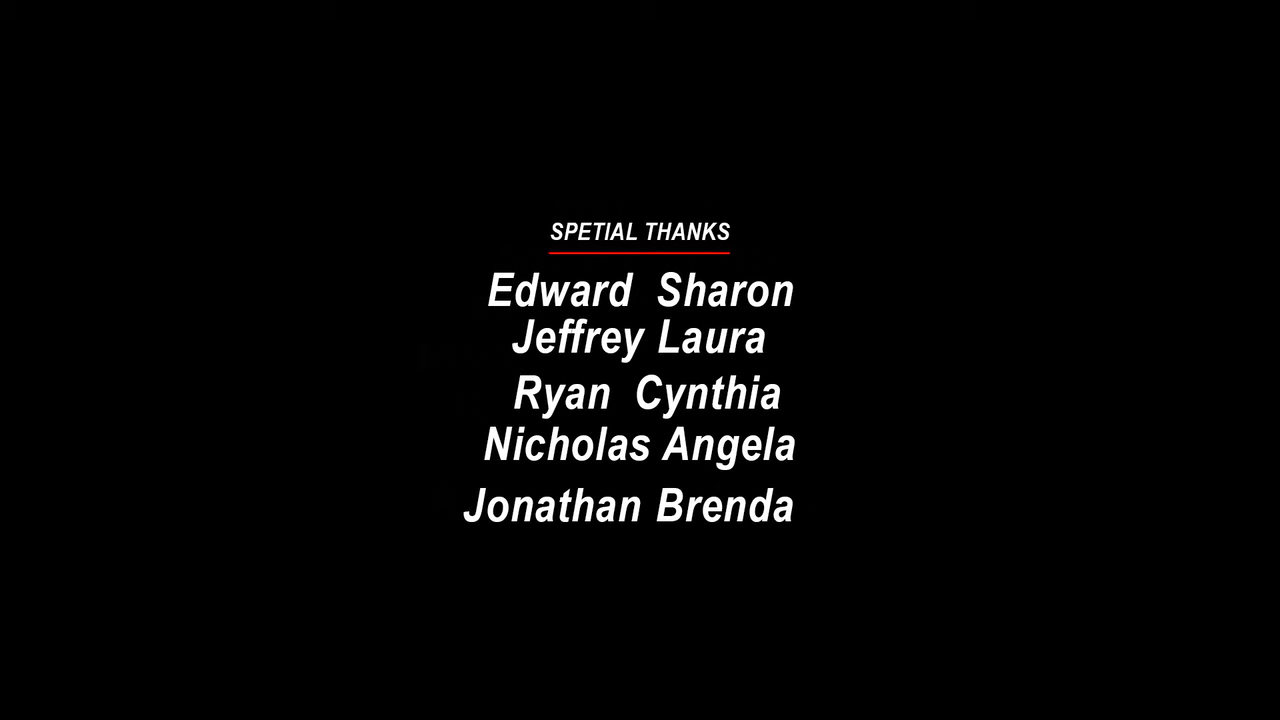 SPETIAL THANKS
Edward Sharon
Jeffrey Laura
Ryan Cynthia
Nicholas Angela
Jonathan Brenda